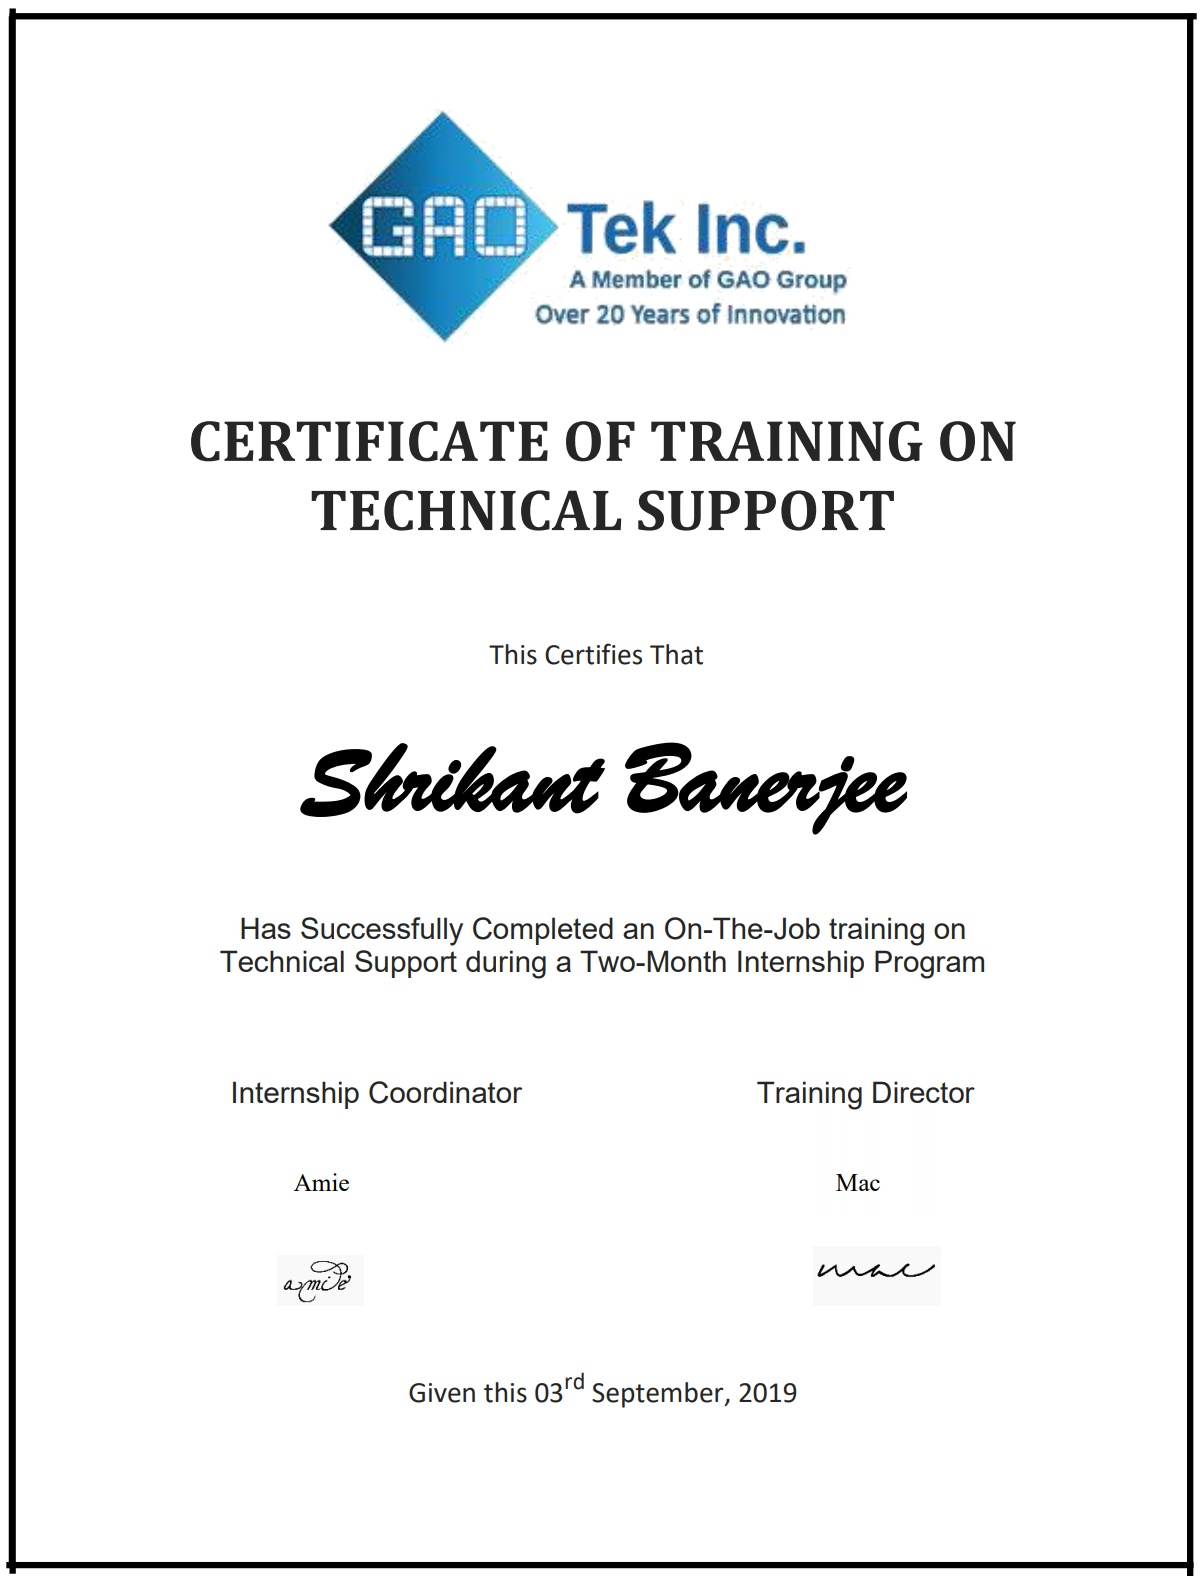 GAO Tek Inc.
A Member of GAO Group
Over 20 Years of Innovation
CERTIFICATE OF TRAINING ON
TECHNICAL SUPPORT
This Certifies That
Shrikant Banerjee
Has Successfully Completed an On-The-Job training on
Technical Support during a Two-Month Internship Program
Internship Coordinator
Training Director
Amie
Mac
amie
mac
Given this 03rd September, 2019